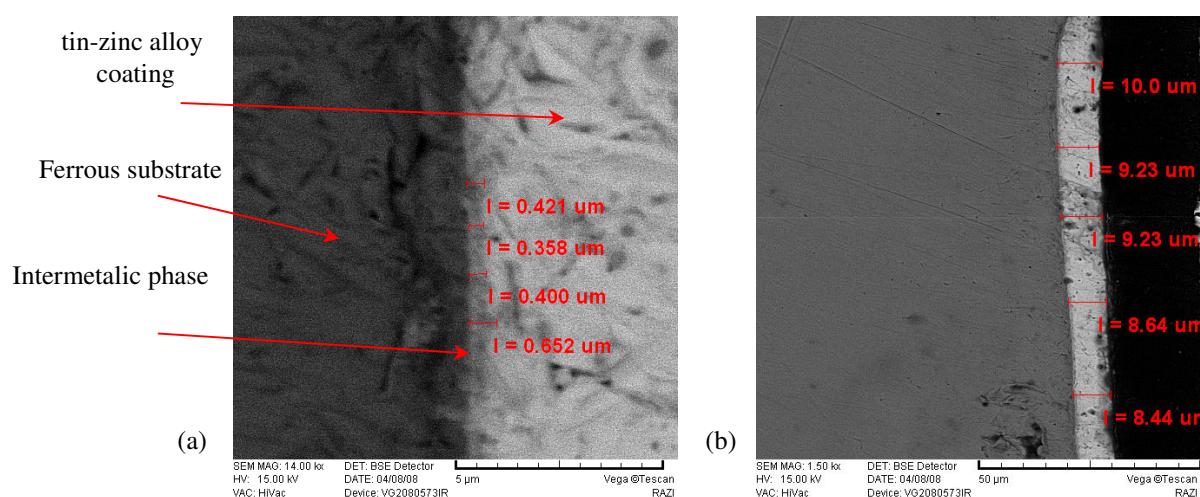 tin-zinc alloy
coating
Ferrous substrate
Intermetalic phase
(a)
l = 0.421 um
l = 0.358 um
l = 0.400 um
l = 0.652 um
SEM MAG: 14.00 kx DET: BSE Detector
HV: 15.00 kV DATE: 04/08/08 5 µm Vega ©Tescan
VAC: HiVac Device: VG2080573IR RAZI
(b)
l = 10.0 um
l = 9.23 um
l = 9.23 um
l = 8.64 um
l = 8.44 um
SEM MAG: 1.50 kx DET: BSE Detector
HV: 15.00 kV DATE: 04/08/08 50 µm Vega ©Tescan
VAC: HiVac Device: VG2080573IR RAZI